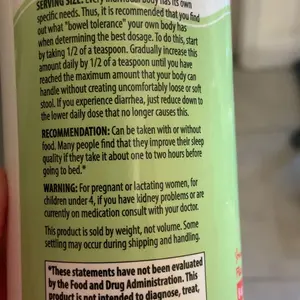 SERVING SIZE: Every individual body has its own
specific needs. Thus, it is recommended that you find
out what "bowel tolerance" your own body has
when determining the best dosage. To do this, start
by taking 1/2 of a teaspoon. Gradually increase this
amount daily by 1/2 of a teaspoon until you have
reached the maximum amount that your body can
handle without creating uncomfortably loose or soft
stool. If you experience diarrhea, just reduce down to
the lower daily dose that no longer causes this.
RECOMMENDATION: Can be taken with or without
food. Many people find that they improve their sleep
quality if they take it about one to two hours before
going to bed.*
WARNING: For pregnant or lactating women, for
children under 4, if you have kidney problems or are
currently on medication consult with your doctor.
This product is sold by weight, not volume. Some
settling may occur during shipping and handling.
*These statements have not been evaluated
by the Food and Drug Administration. This
product is not intended to diagnose, treat,